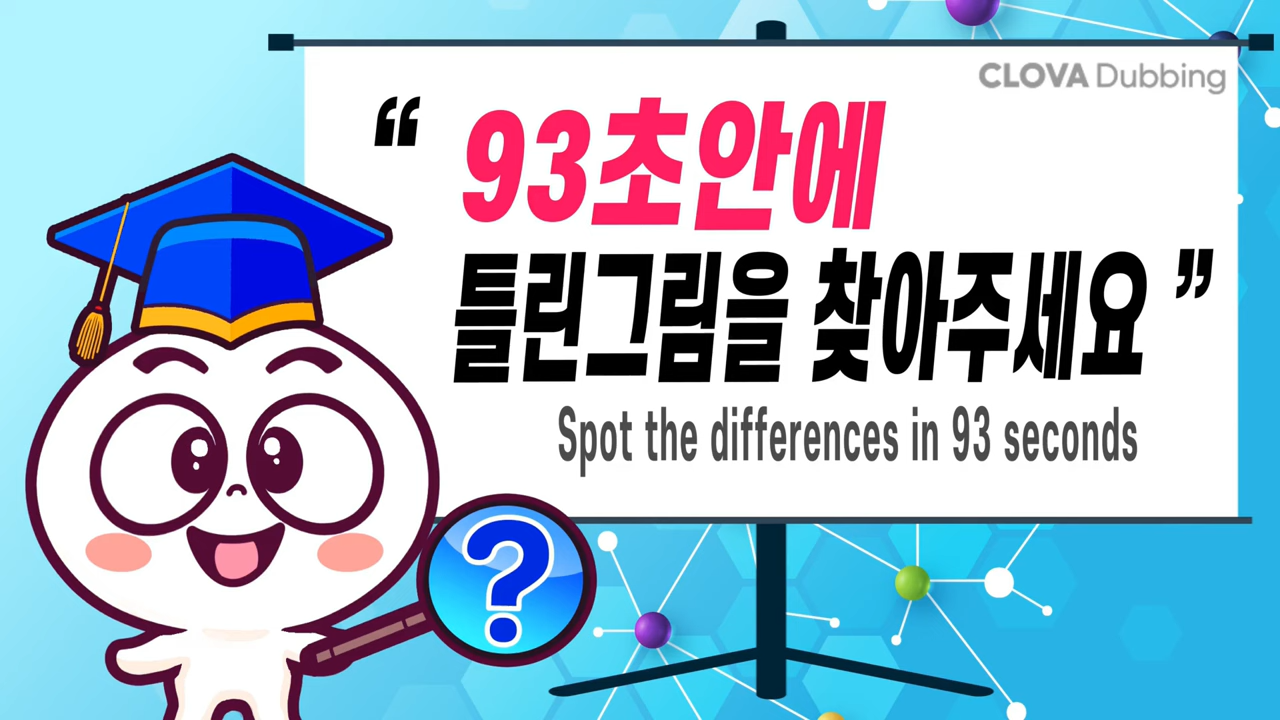 CLOVA Dubbing
“ 93초안에
틀린그림을 찾아주세요 ”
Spot the differences in 93 seconds
?